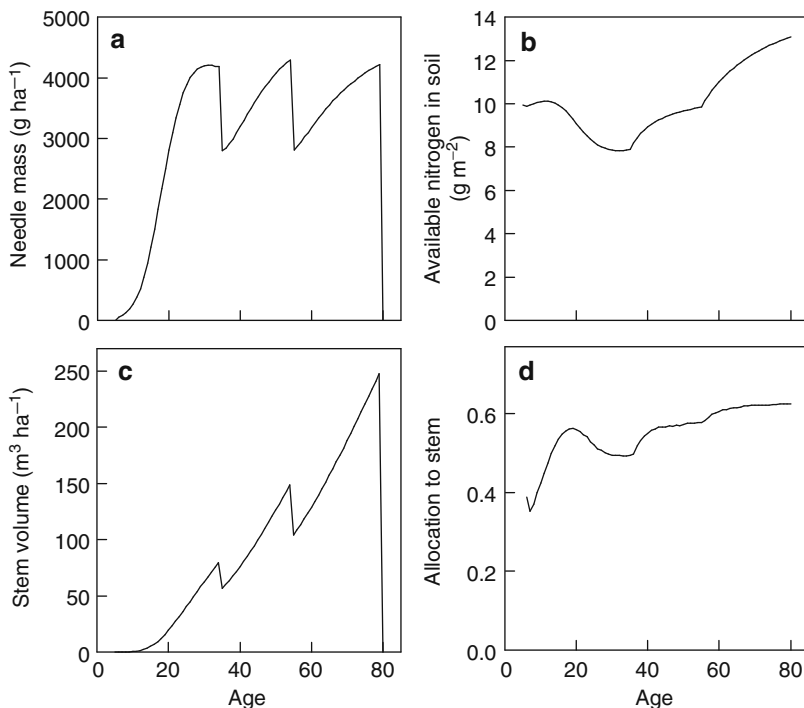 a
Needle mass (g ha−1)
5000
4000
3000
2000
1000
0
b
Available nitrogen in soil
(g m−2)
14
12
10
8
6
4
2
0
c
Stem volume (m3 ha−1)
250
200
150
100
50
0
0 20 40 60 80
Age
d
Allocation to stem
0.6
0.4
0.2
0.0
0 20 40 60 80
Age